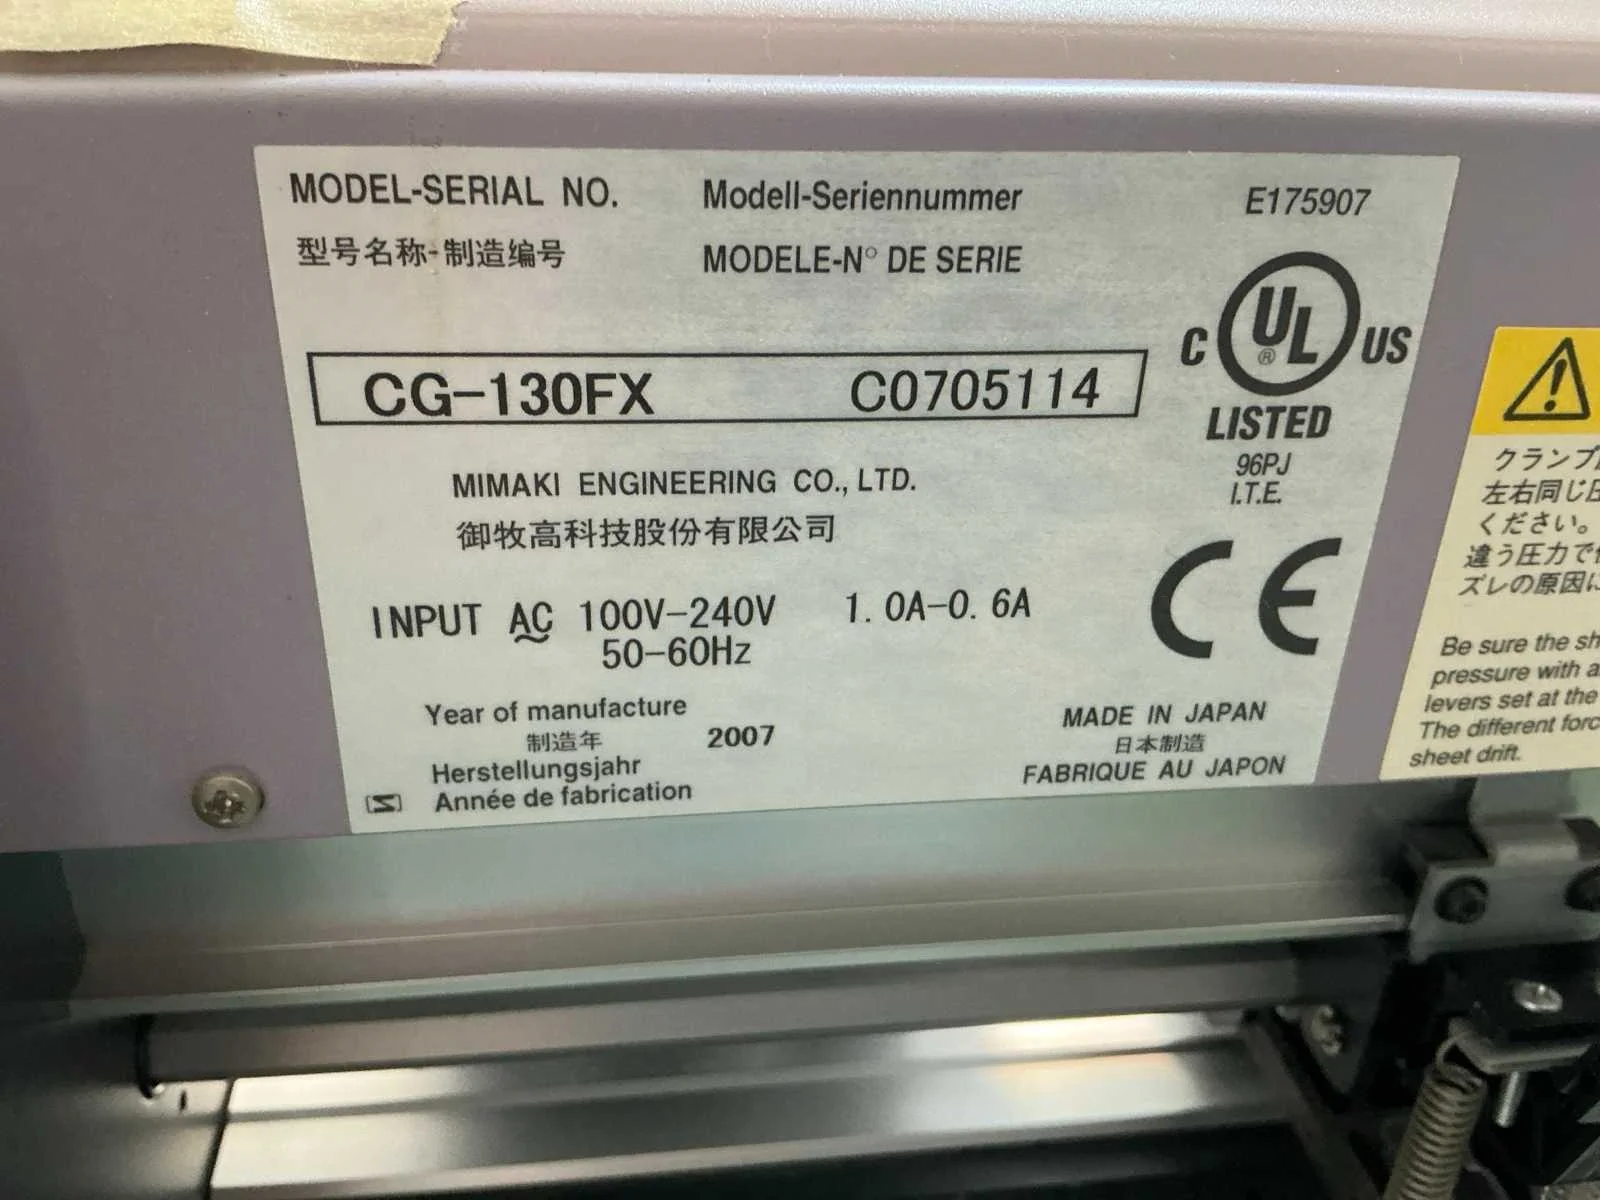 MODEL-SERIAL NO. Modell-Seriennummer
型号名称-制造编号 MODELE-N° DE SERIE
E175907
C UL® US
LISTED
96PJ
I.T.E.
CG-130FX C0705114
MIMAKI ENGINEERING CO., LTD.
御牧高科技股份有限公司
INPUT AC 100V-240V 1.0A-0.6A
50-60Hz
CE
Year of manufacture
制造年 2007
Herstellungsjahr
Année de fabrication
MADE IN JAPAN
日本制造
FABRIQUE AU JAPON
クランプ
左右同じ圧
ください。
違う圧力で
ズレの原因に
Be sure the
pressure with
levers set at the
The different
sheet drift.